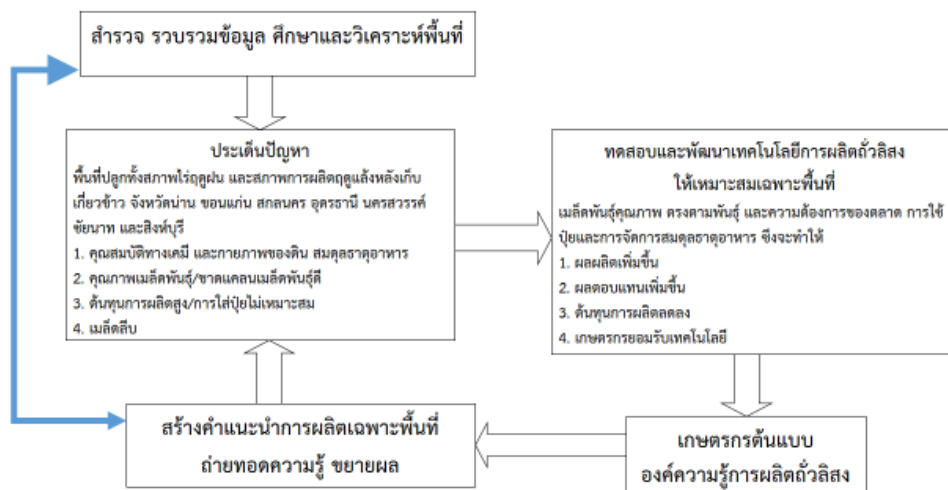 สำรวจ รวบรวมข้อมูล ศึกษาและวิเคราะห์พื้นที่
ประเด็นปัญหา
พื้นที่ปลูกทั้งสภาพไร่ฤดูฝน และสภาพการผลิตฤดูแล้งหลังเก็บ
เกี่ยวข้าว จังหวัดน่าน ขอนแก่น สกลนคร อุดรธานี นครสวรรค์
ชัยนาท และสิงห์บุรี
1. คุณสมบัติทางเคมี และกายภาพของดิน สมดุลธาตุอาหาร
2. คุณภาพเมล็ดพันธุ์/ขาดแคลนเมล็ดพันธุ์ดี
3. ต้นทุนการผลิตสูง/การใส่ปุ๋ยไม่เหมาะสม
4. เมล็ดลีบ
ทดสอบและพัฒนาเทคโนโลยีการผลิตถั่วลิสง
ให้เหมาะสมเฉพาะพื้นที่
เมล็ดพันธุ์คุณภาพ ตรงตามพันธุ์ และความต้องการของตลาด การใช้
ปุ๋ยและการจัดการสมดุลธาตุอาหาร ซึ่งจะทำให้
1. ผลผลิตเพิ่มขึ้น
2. ผลตอบแทนเพิ่มขึ้น
3. ต้นทุนการผลิตลดลง
4. เกษตรกรยอมรับเทคโนโลยี
เกษตรกรต้นแบบ
องค์ความรู้การผลิตถั่วลิสง
สร้างคำแนะนำการผลิตเฉพาะพื้นที่
ถ่ายทอดความรู้ ขยายผล